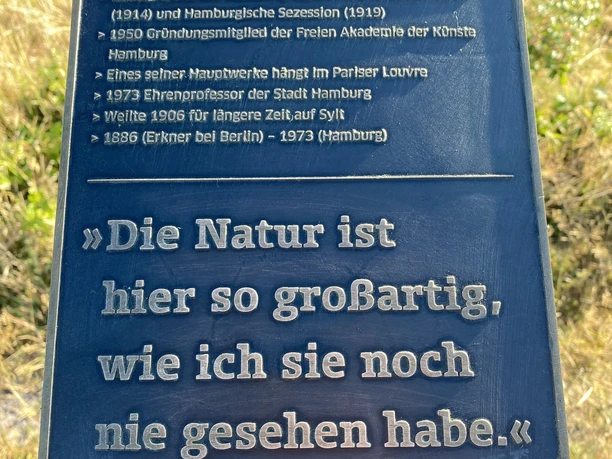 (1914) und Hamburgische Sezession (1919)
> 1950 Gründungsmitglied der Freien Akademie der Künste
Hamburg
> Eines seiner Hauptwerke hängt im Pariser Louvre
> 1973 Ehrenprofessor der Stadt Hamburg
> Weilte 1906 für längere Zeit auf Sylt
> 1886 (Erkner bei Berlin) – 1973 (Hamburg)
»Die Natur ist
hier so großartig,
wie ich sie noch
nie gesehen habe.«